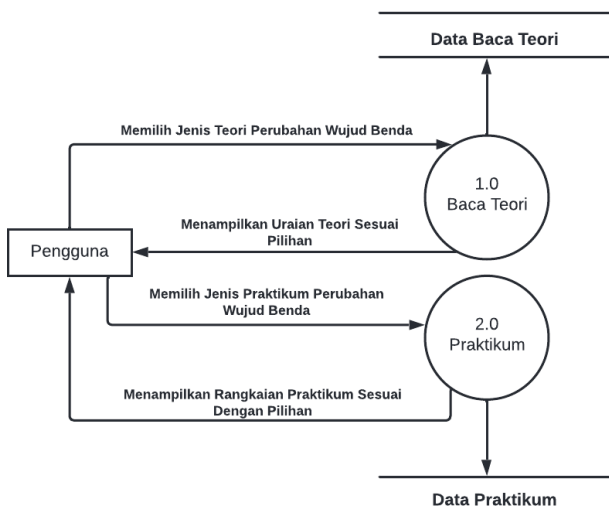 Data Baca Teori
Memilih Jenis Teori Perubahan Wujud Benda
1.0
Baca Teori
Menampilkan Uraian Teori Sesuai
Pilihan
Pengguna
Memilih Jenis Praktikum Perubahan
Wujud Benda
2.0
Praktikum
Menampilkan Rangkaian Praktikum Sesuai
Dengan Pilihan
Data Praktikum